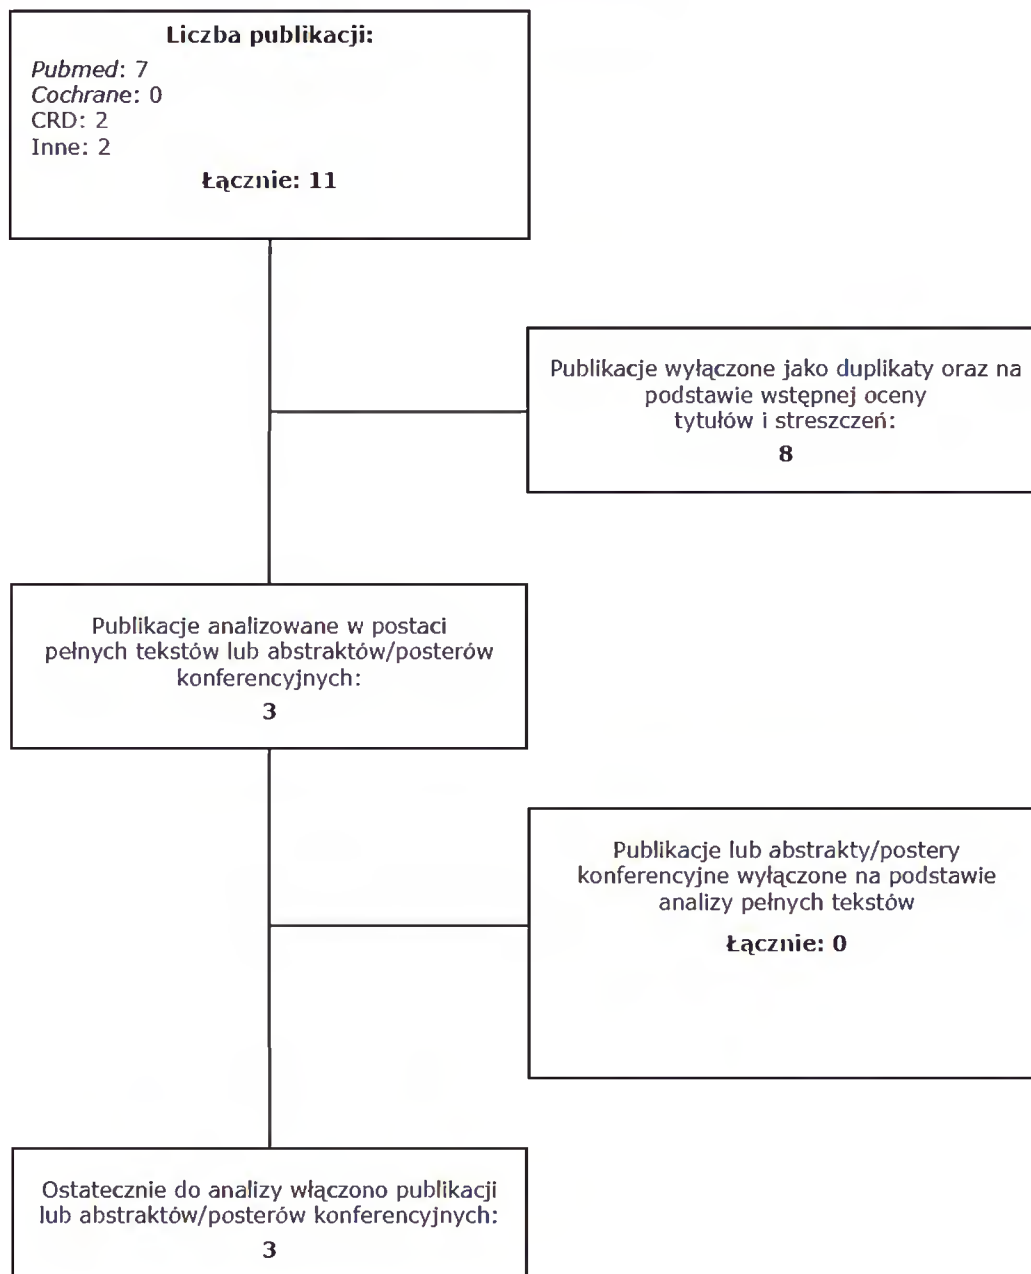 Liczba publikacji:
Pubmed: 7
Cochrane: 0
CRD: 2
Inne: 2
Łącznie: 11
Publikacje wyłączone jako duplikaty oraz na
podstawie wstępnej oceny
tytułów i streszczeń:
8
Publikacje analizowane w postaci
pełnych tekstów lub abstraktów/posterów
konferencyjnych:
3
Publikacje lub abstrakty/postery
konferencyjne wyłączone na podstawie
analizy pełnych tekstów
Łącznie: 0
Ostatecznie do analizy włączono publikacji
lub abstraktów/posterów konferencyjnych:
3